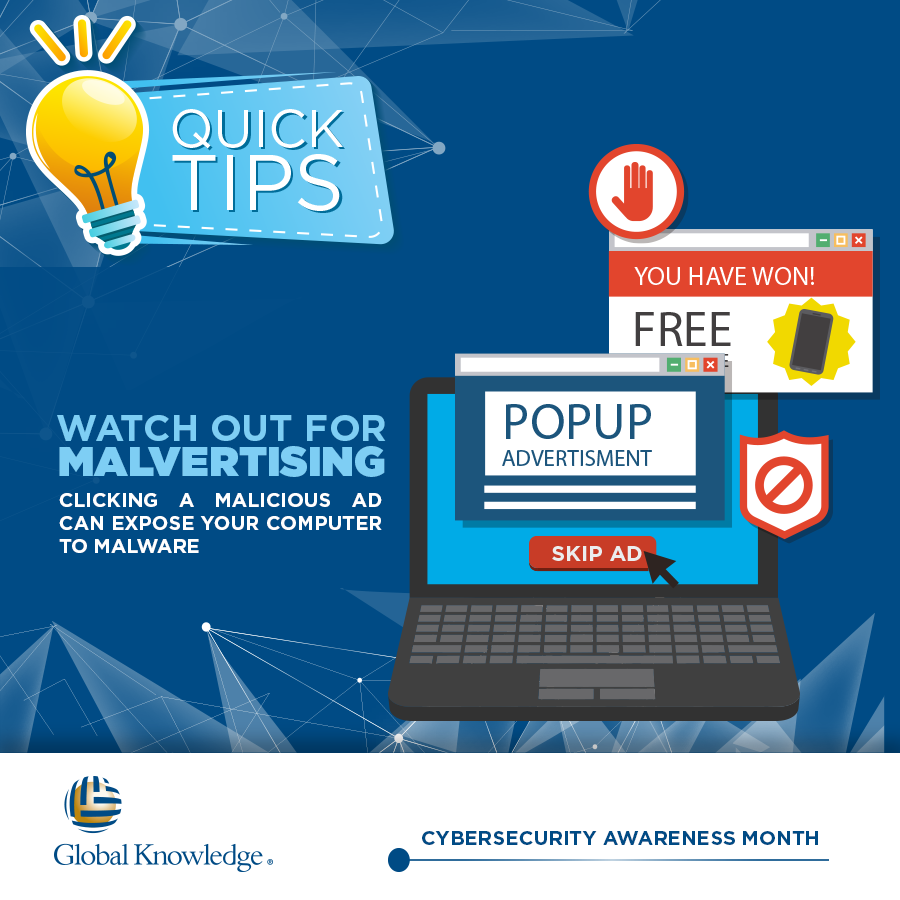 QUICK
TIPS
YOU HAVE WON!
FREE
POPUP
ADVERTISMENT
SKIP AD
WATCH OUT FOR
MALVERTISING
CLICKING A MALICIOUS AD
CAN EXPOSE YOUR COMPUTER
TO MALWARE
Global Knowledge®
CYBERSECURITY AWARENESS MONTH